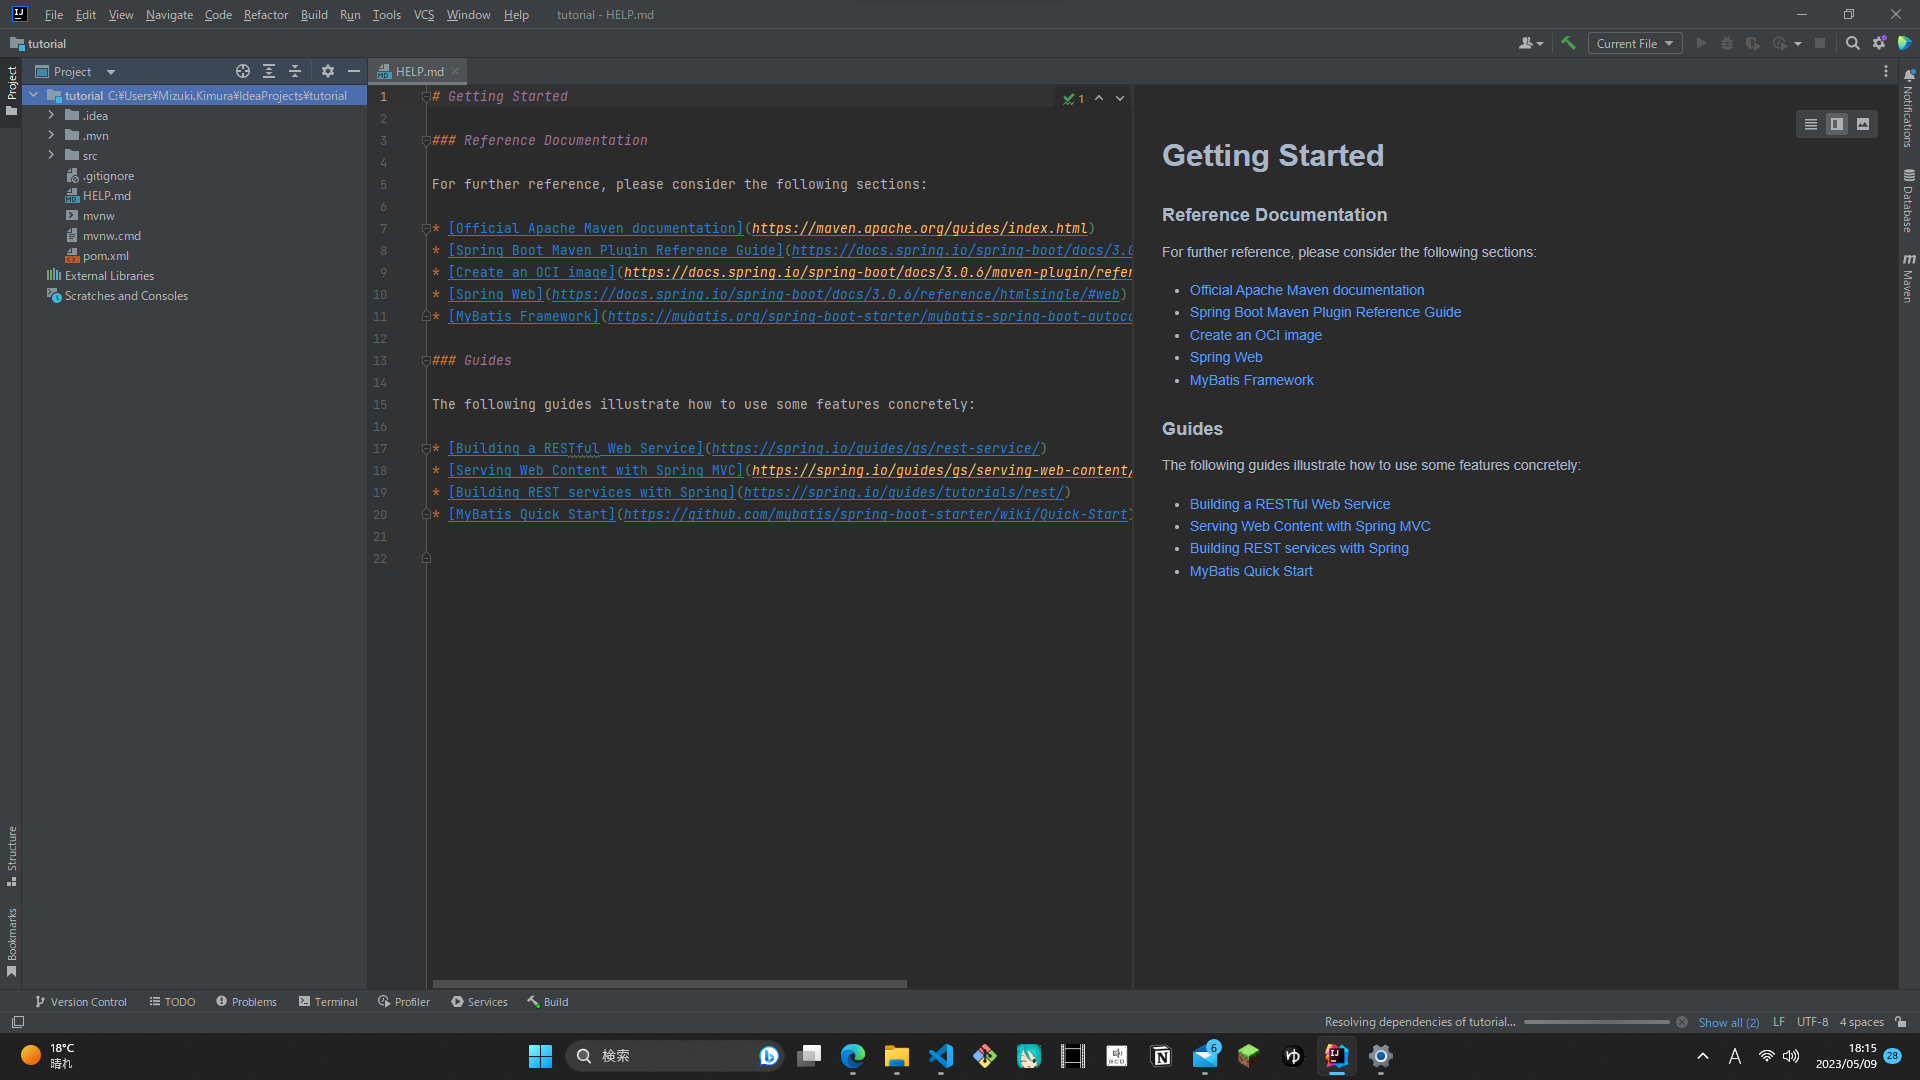 File Edit View Navigate Code Refactor Build Run Tools VCS Window Help tutorial - HELP.md
tutorial
Current File
Project
Project
HELP.md
tutorial C:¥Users¥Mizuki.Kimura¥IdeaProjects¥tutorial
.idea
.mvn
src
.gitignore
HELP.md
mvnw
mvnw.cmd
pom.xml
External Libraries
Scratches and Consoles
1 # Getting Started
1
2
3 ### Reference Documentation
4
5 For further reference, please consider the following sections:
6
7 * [Official Apache Maven documentation](https://maven.apache.org/guides/index.html)
8 * [Spring Boot Maven Plugin Reference Guide](https://docs.spring.io/spring-boot/docs/3.0
9 * [Create an OCI image](https://docs.spring.io/spring-boot/docs/3.0.6/maven-plugin/refer
10 * [Spring Web](https://docs.spring.io/spring-boot/docs/3.0.6/reference/htmlsingle/#web)
11 * [MyBatis Framework](https://mybatis.org/spring-boot-starter/mybatis-spring-boot-autoco
12
13 ### Guides
14
15 The following guides illustrate how to use some features concretely:
16
17 * [Building a RESTful Web Service](https://spring.io/guides/gs/rest-service/)
18 * [Serving Web Content with Spring MVC](https://spring.io/guides/gs/serving-web-content/
19 * [Building REST services with Spring](https://spring.io/guides/tutorials/rest/)
20 * [MyBatis Quick Start](https://github.com/mybatis/spring-boot-starter/wiki/Quick-Start)
21
22
Getting Started
Reference Documentation
For further reference, please consider the following sections:
• Official Apache Maven documentation
• Spring Boot Maven Plugin Reference Guide
• Create an OCI image
• Spring Web
• MyBatis Framework
Guides
The following guides illustrate how to use some features concretely:
• Building a RESTful Web Service
• Serving Web Content with Spring MVC
• Building REST services with Spring
• MyBatis Quick Start
Notifications
Database
Maven
Structure
Bookmarks
Version Control TODO Problems Terminal Profiler Services Build
Resolving dependencies of tutorial... Show all (2) LF UTF-8 4 spaces
18°C
晴れ
検索
6
A
18:15
2023/05/09
28